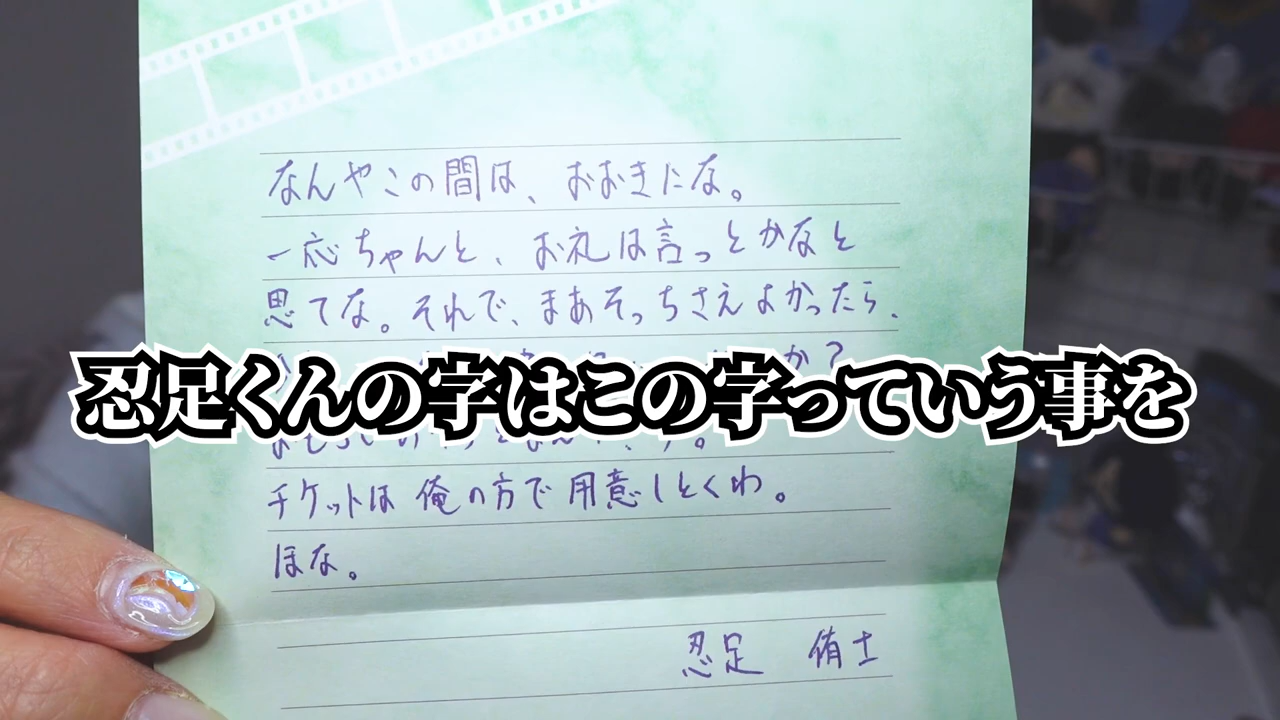 なんやこの間は、おおきにな。
一応ちゃんと、お礼は言っとかなと
思てな。それで、まあそっちさえよかったら、
か?
忍足くんの字はこの字っていう事を
チケットは俺の方で用意しとくわ。
ほな。
忍足 侑士